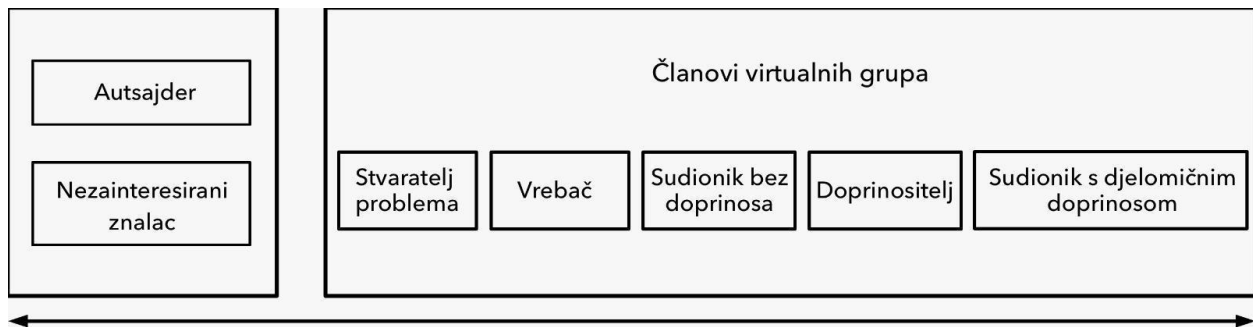 Autsajder
Nezainteresirani
znalac
Članovi virtualnih grupa
Stvaratelj
problema
Vrebač
Sudionik bez
doprinosa
Doprinositelj
Sudionik s djelomičnim
doprinosom